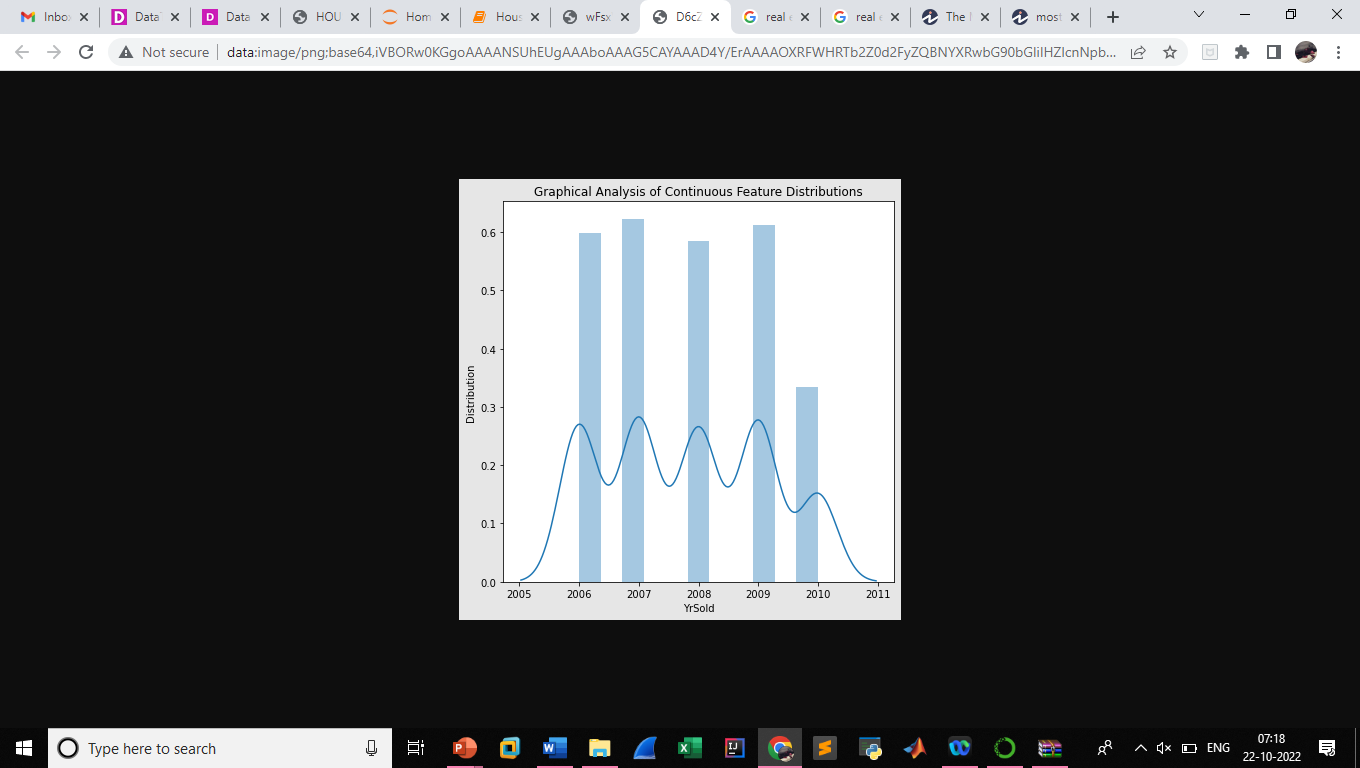 Inbo
Data
Data
HOU
Hom
Hous
wFsx
D6cZ
real e
real e
The
most
Not secure
data:image/png;base64,iVBORw0KGgoAAAANSUhEUgAAAboAAAG5CAYAAAD4Y/ErAAAAOXRFWHRTb2Z0d2FyZQBNYXRwbG90bGliIHZlcnNpb...
Graphical Analysis of Continuous Feature Distributions
Distribution
0.6
0.5
0.4
0.3
0.2
0.1
0.0
2005 2006 2007 2008 2009 2010 2011
YrSold
Type here to search
ENG
07:18
22-10-2022